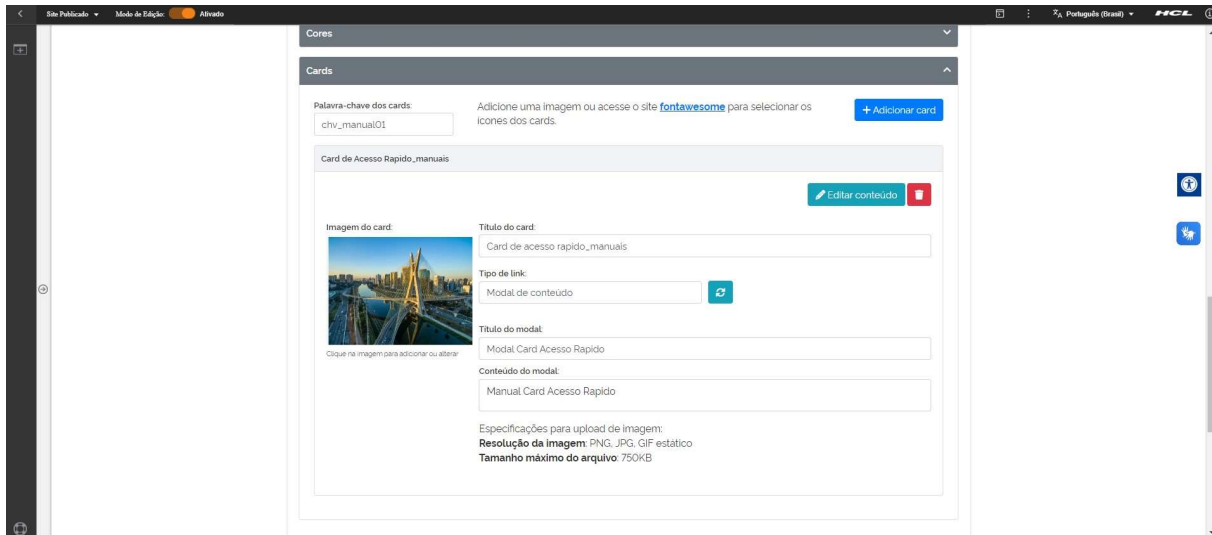 Site Publicado
Modo de Edição:
Ativado
Português (Brasil)
HCL
Cores
Cards
Palavra-chave dos cards:
chv_manual01
Adicione uma imagem ou acesse o site fontawesome para selecionar os
ícones dos cards.
+ Adicionar card
Card de Acesso Rapido_manuais
Editar conteúdo
Imagem do card:
Clique na imagem para adicionar ou alterar
Título do card:
Card de acesso rapido_manuais
Tipo de link:
Modal de conteúdo
Título do modal:
Modal Card Acesso Rapido
Conteúdo do modal:
Manual Card Acesso Rapido
Especificações para upload de imagem:
Resolução da imagem: PNG, JPG, GIF estático
Tamanho máximo do arquivo: 750KB